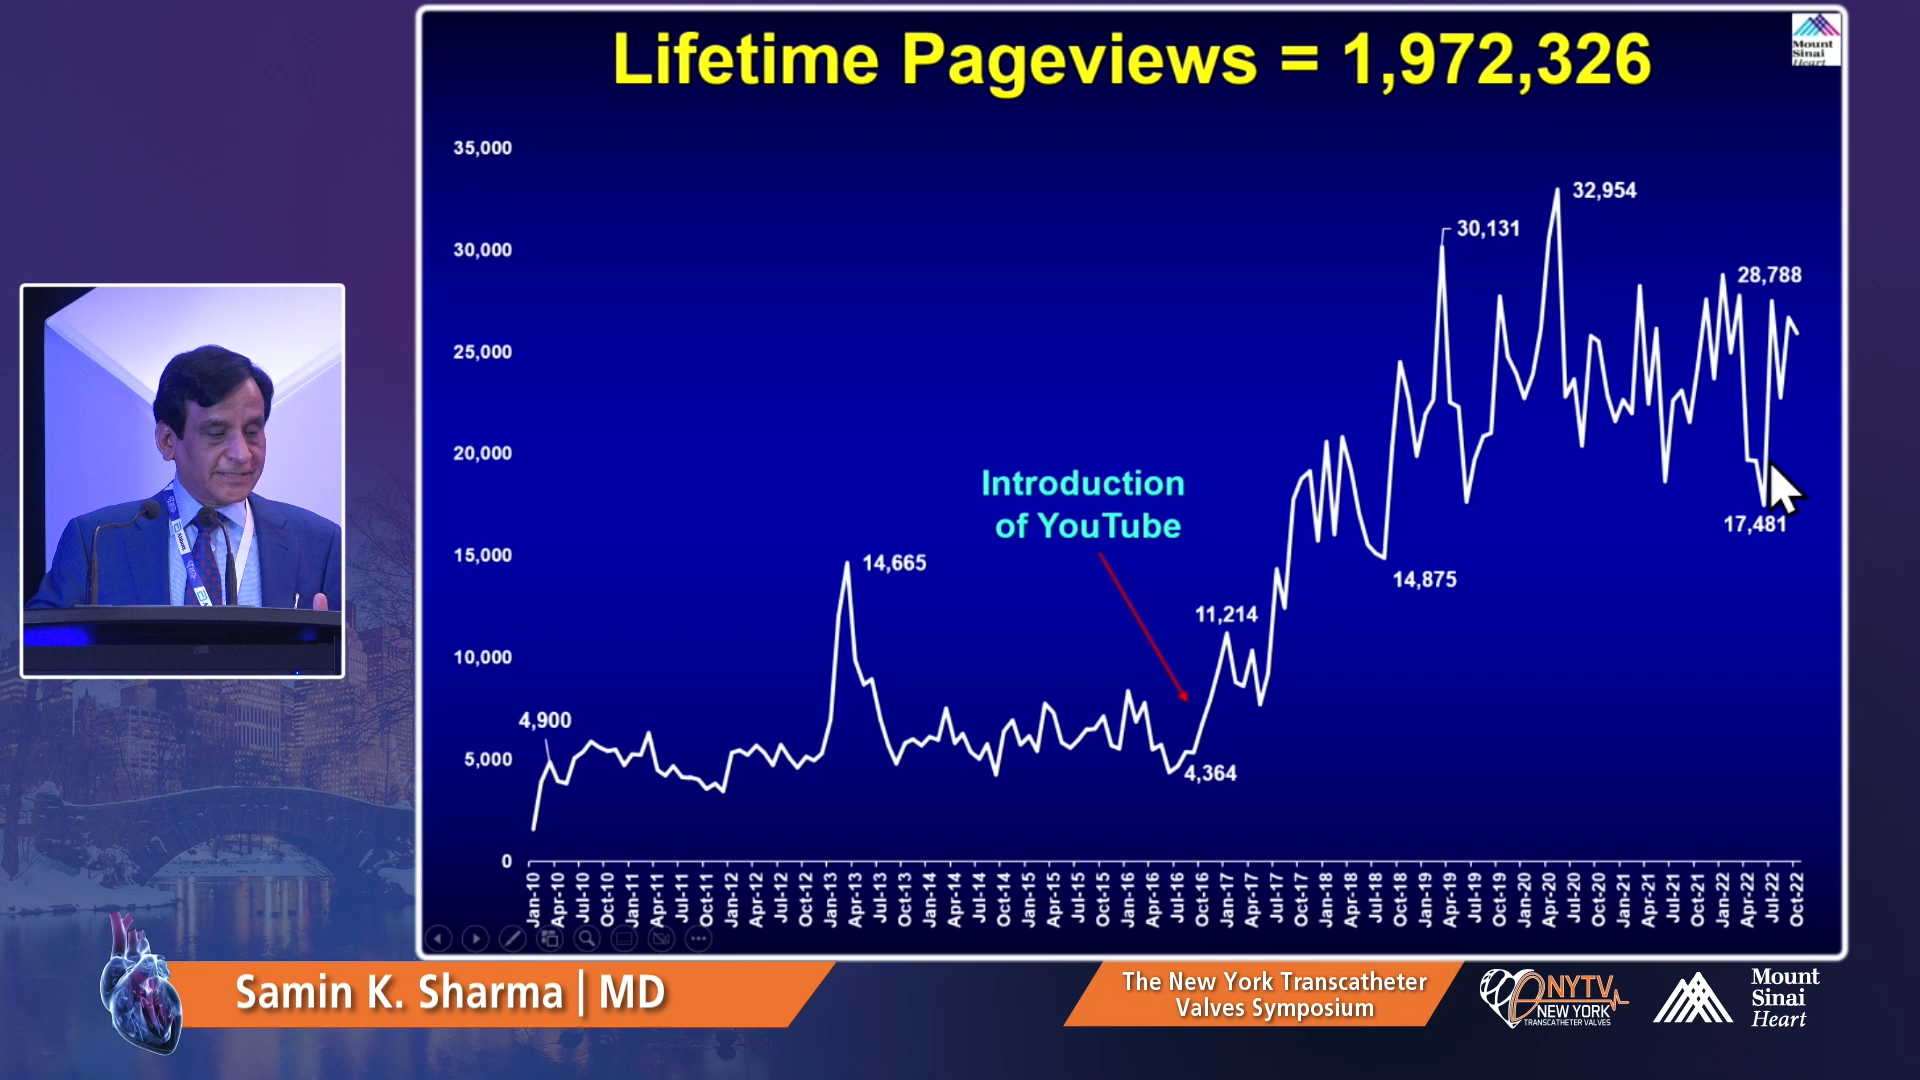 Lifetime Pageviews = 1,972,326
Mount
Sinai
Heart
35,000
30,000
25,000
20,000
15,000
10,000
5,000
0
4,900
14,665
Introduction
of YouTube
4,364
11,214
14,875
30,131
32,954
28,788
17,481
Jan-10
Apr-10
Jul-10
Oct-10
Jan-11
Apr-11
Jul-11
Oct-11
Jan-12
Apr-12
Jul-12
Oct-12
Jan-13
Apr-13
Jul-13
Oct-13
Jan-14
Apr-14
Jul-14
Oct-14
Jan-15
Apr-15
Jul-15
Oct-15
Jan-16
Apr-16
Jul-16
Oct-16
Jan-17
Apr-17
Jul-17
Oct-17
Jan-18
Apr-18
Jul-18
Oct-18
Jan-19
Apr-19
Jul-19
Oct-19
Jan-20
Apr-20
Jul-20
Oct-20
Jan-21
Apr-21
Jul-21
Oct-21
Jan-22
Apr-22
Jul-22
Oct-22
Samin K. Sharma | MD
The New York Transcatheter
Valves Symposium
NYTV
NEW YORK
TRANSCATHETER VALVES
Mount
Sinai
Heart